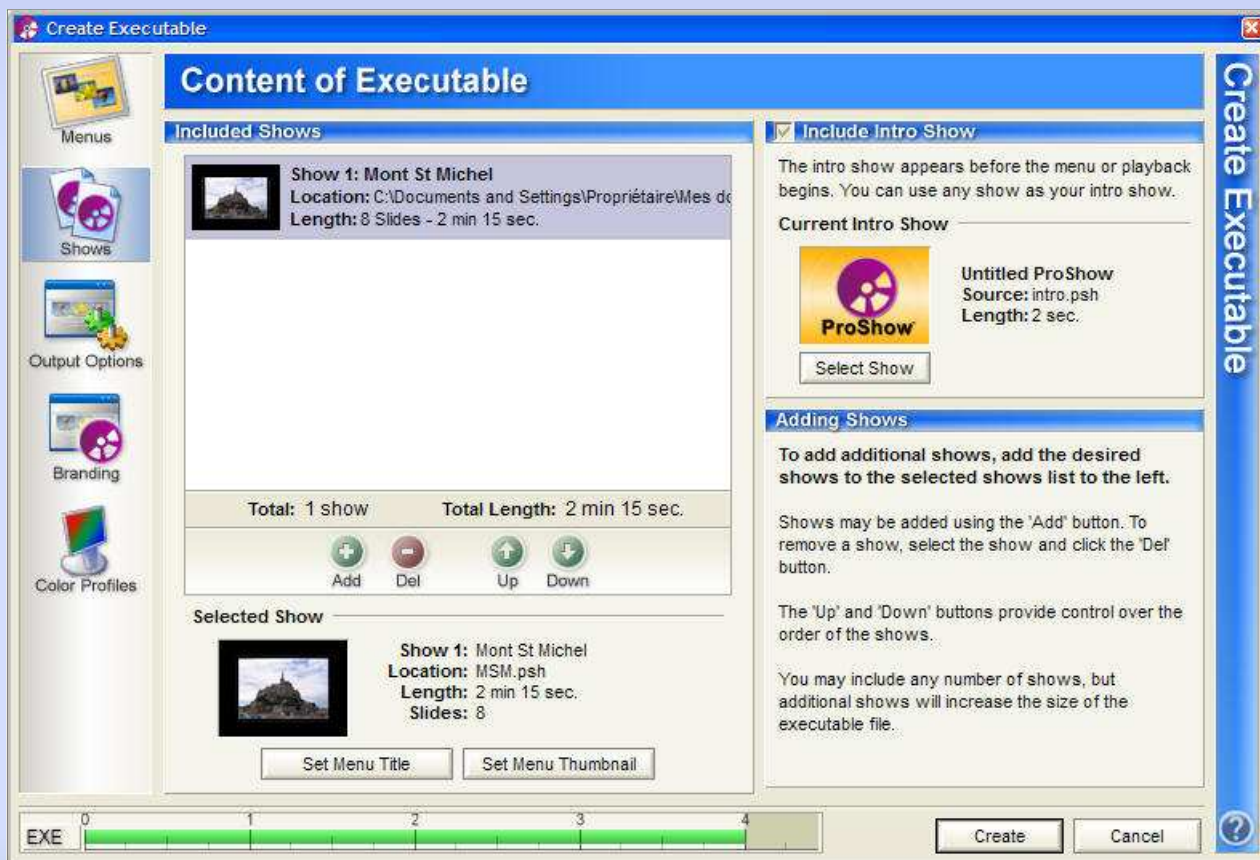 Create Executable
Menus
Shows
Output Options
Branding
Color Profiles
Content of Executable
Included Shows
Show 1: Mont St Michel
Location: C:\Documents and Settings\Propriétaire\Mes do
Length: 8 Slides - 2 min 15 sec.
Total: 1 show Total Length: 2 min 15 sec.
Add Del Up Down
Selected Show
Show 1: Mont St Michel
Location: MSM.psh
Length: 2 min 15 sec.
Slides: 8
Set Menu Title Set Menu Thumbnail
Include Intro Show
The intro show appears before the menu or playback
begins. You can use any show as your intro show.
Current Intro Show
ProShow
Untitled ProShow
Source: intro.psh
Length: 2 sec.
Select Show
Adding Shows
To add additional shows, add the desired
shows to the selected shows list to the left.
Shows may be added using the 'Add' button. To
remove a show, select the show and click the 'Del'
button.
The 'Up' and 'Down' buttons provide control over the
order of the shows.
You may include any number of shows, but
additional shows will increase the size of the
executable file.
Create Executable
EXE 0 1 2 3 4
Create Cancel
?